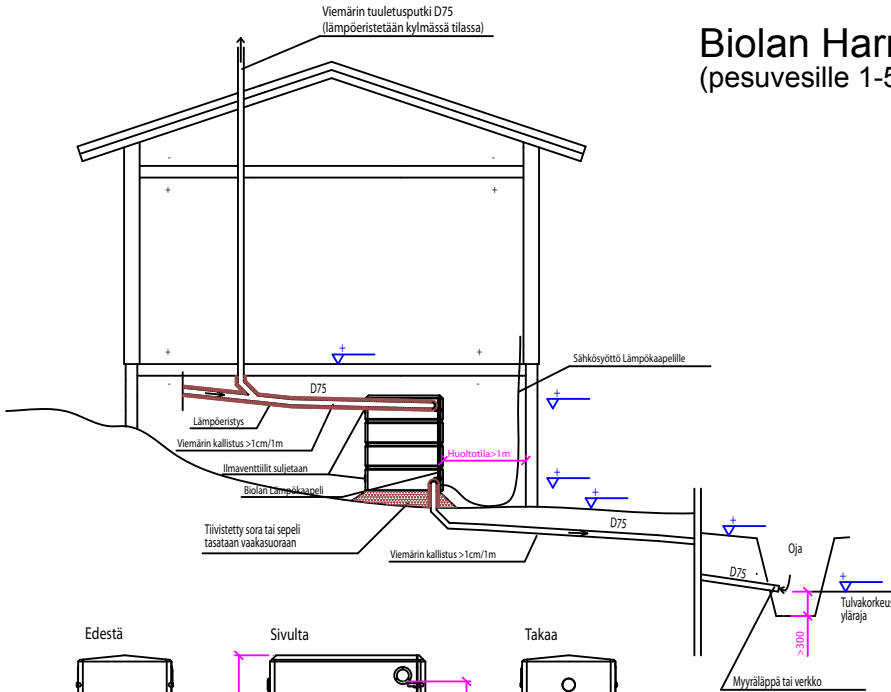 Viemärin tuuletusputki D75
(lämpöeristetään kylmässä tilassa)
Biolan Harm
(pesuvesille 1-5
Sähkösyöttö Lämpökaapelille
D75
Lämpöeristys
Viemärin kallistus >1cm/1m
Huoltotila>1m
Ilmaventtiilit suljetaan
Biolan Lämpökaapeli
Tiivistetty sora tai sepeli
tasataan vaakasuoraan
D75
Viemärin kallistus >1cm/1m
Oja
D75
Tulvakorkeus
yläraja
>300
Myyräläppä tai verkko
Edestä
Sivulta
Takaa